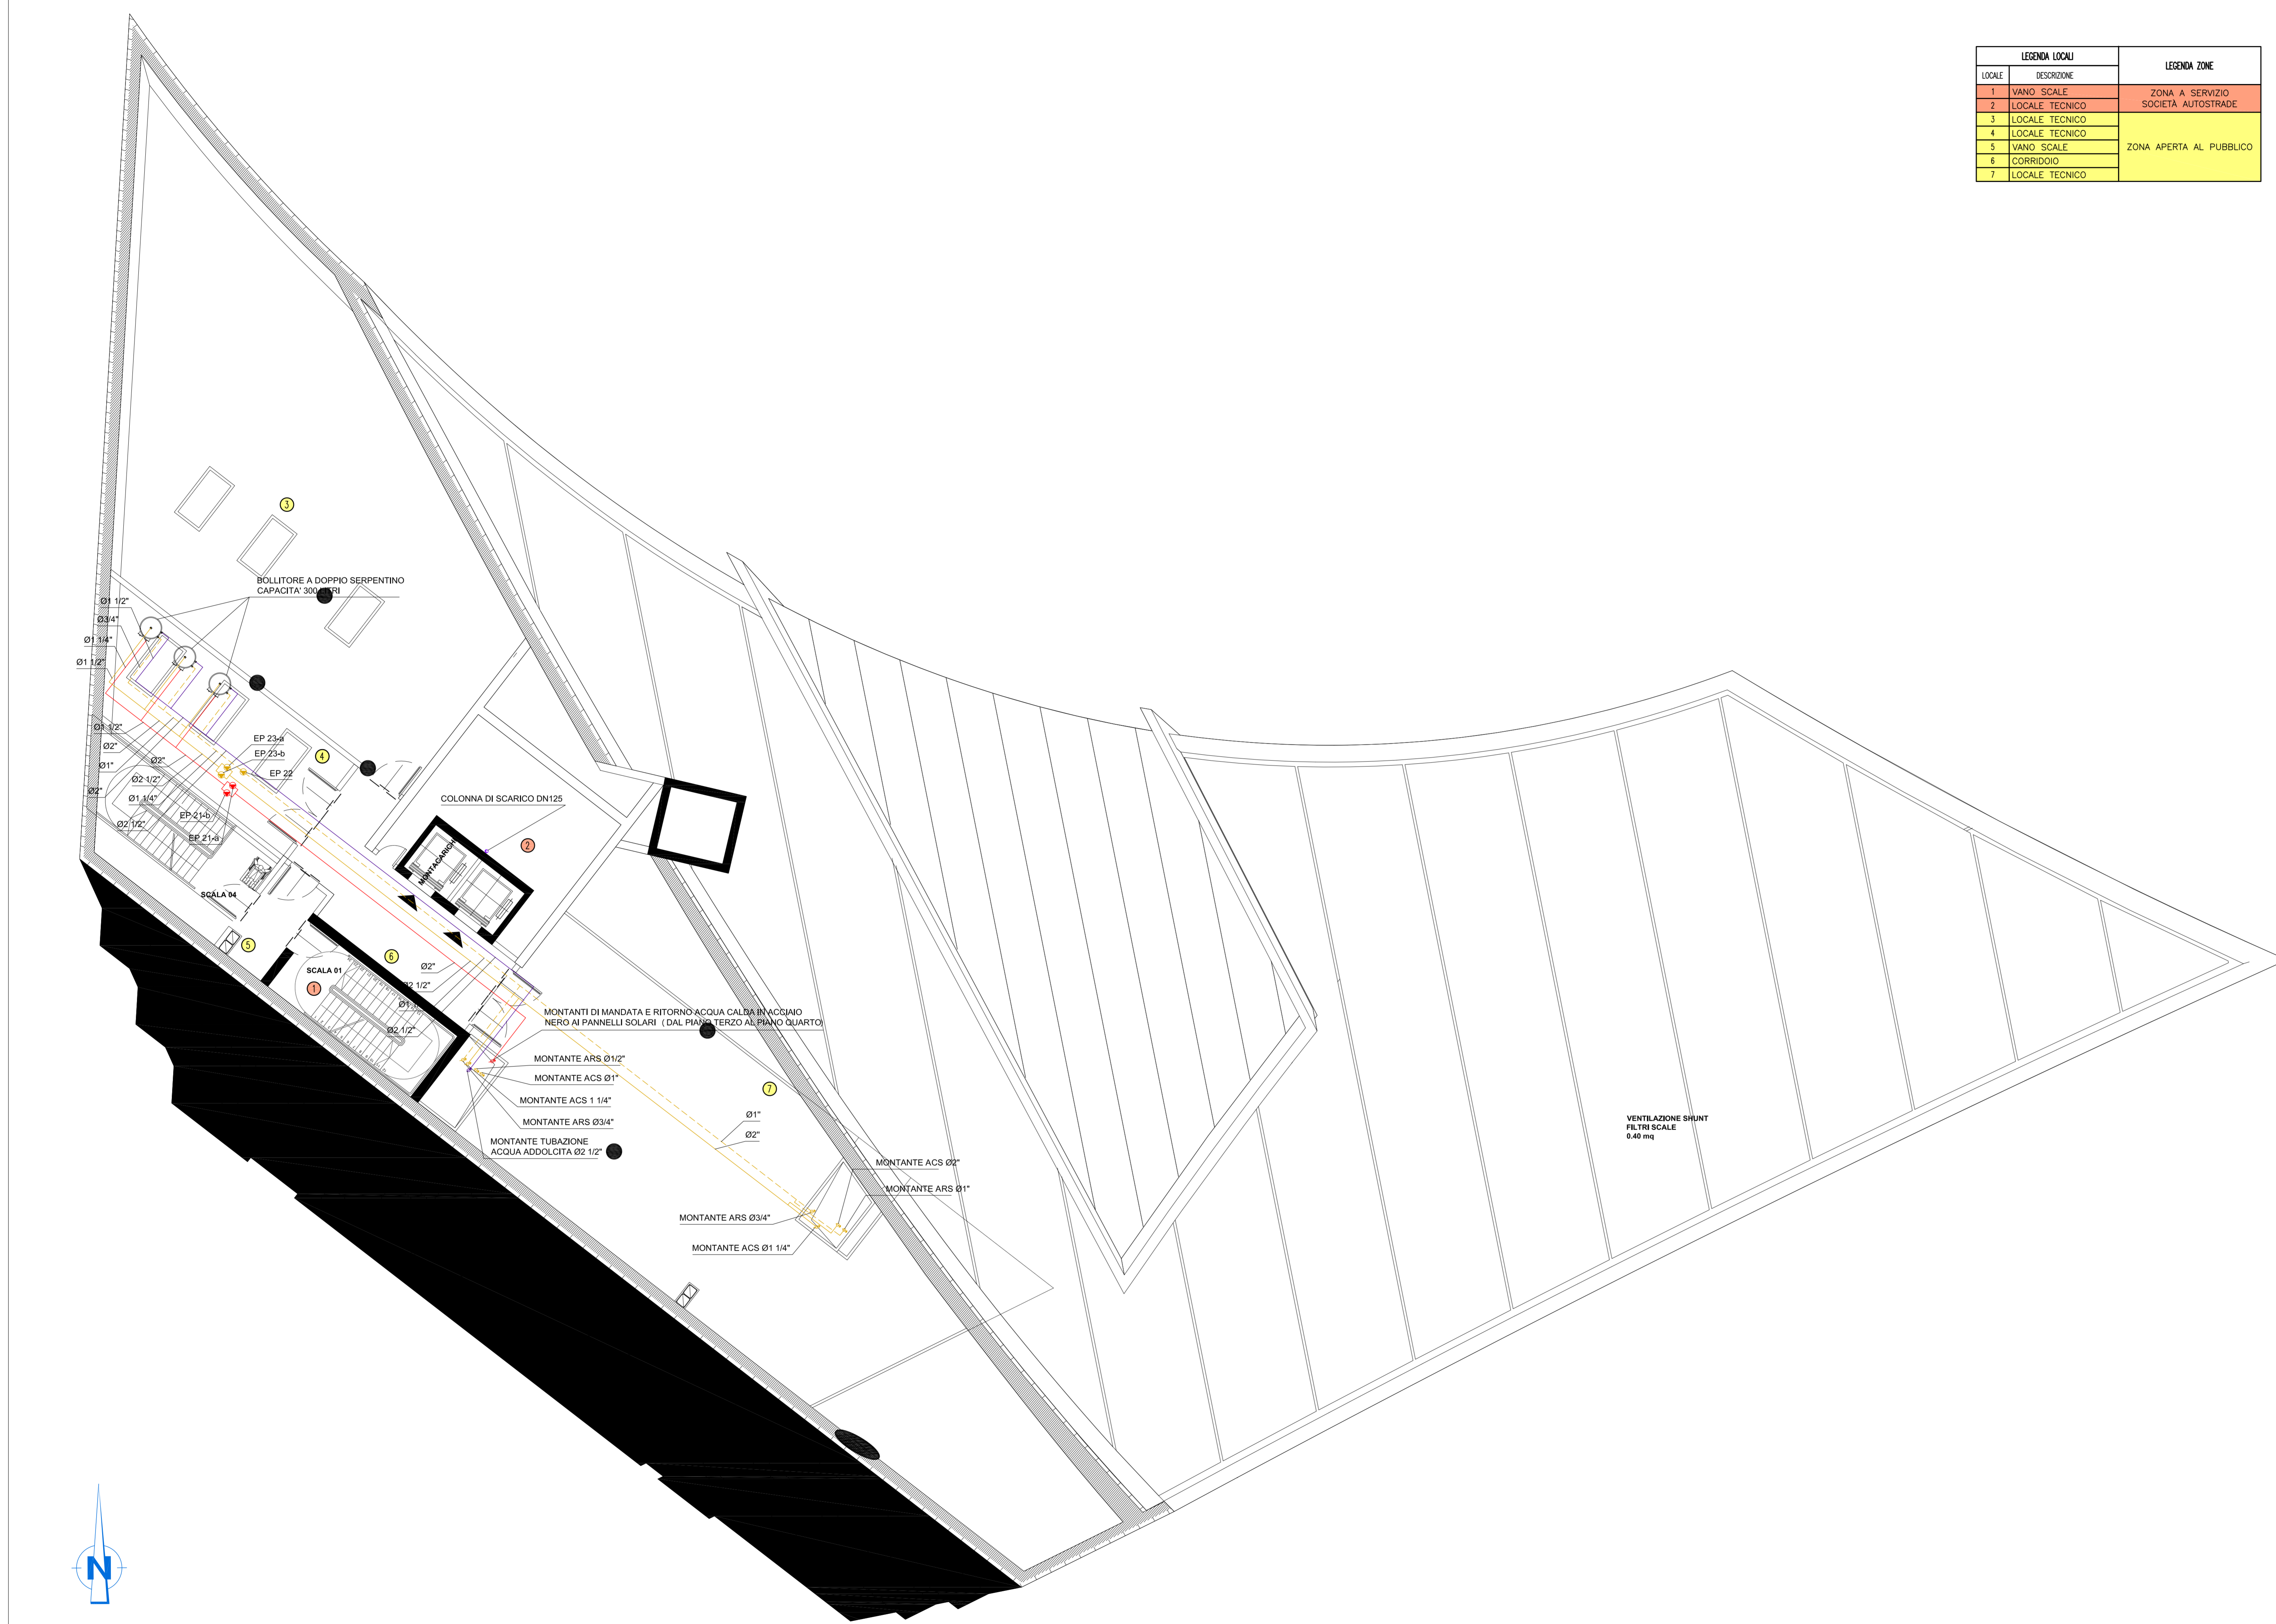 LEGENDA LOCALI
LEGENDA ZONE
LOCALE
DESCRIZIONE
1 VANO SCALE
2 LOCALE TECNICO
ZONA A SERVIZIO
SOCIETÀ AUTOSTRADE
3 LOCALE TECNICO
4 LOCALE TECNICO
5 VANO SCALE
6 CORRIDOIO
7 LOCALE TECNICO
ZONA APERTA AL PUBBLICO
3
BOLLITORE A DOPPIO SERPENTINO
CAPACITA' 300 LITRI
Ø1 1/2"
Ø3/4"
Ø1 1/4"
Ø1 1/2"
Ø1 1/2"
Ø2"
Ø1"
Ø2"
Ø2"
Ø2 1/2"
Ø1 1/4"
Ø2 1/2"
EP 23-a
EP 23-b
EP 22
4
EP 21-b
EP 21-a
COLONNA DI SCARICO DN125
2
MONTACARICHI
SCALA 04
5
6
SCALA 01
1
Ø2"
Ø2 1/2"
Ø2 1/2"
MONTANTI DI MANDATA E RITORNO ACQUA CALDA IN ACCIAIO
NERO AI PANNELLI SOLARI ( DAL PIANO TERZO AL PIANO QUARTO)
MONTANTE ARS Ø1/2"
MONTANTE ACS Ø1"
MONTANTE ACS 1 1/4"
MONTANTE ARS Ø3/4"
MONTANTE TUBAZIONE
ACQUA ADDOLCITA Ø2 1/2"
7
Ø1"
Ø2"
MONTANTE ACS Ø2"
MONTANTE ARS Ø1"
MONTANTE ARS Ø3/4"
MONTANTE ACS Ø1 1/4"
VENTILAZIONE SHUNT
FILTRI SCALE
0.40 mq
N